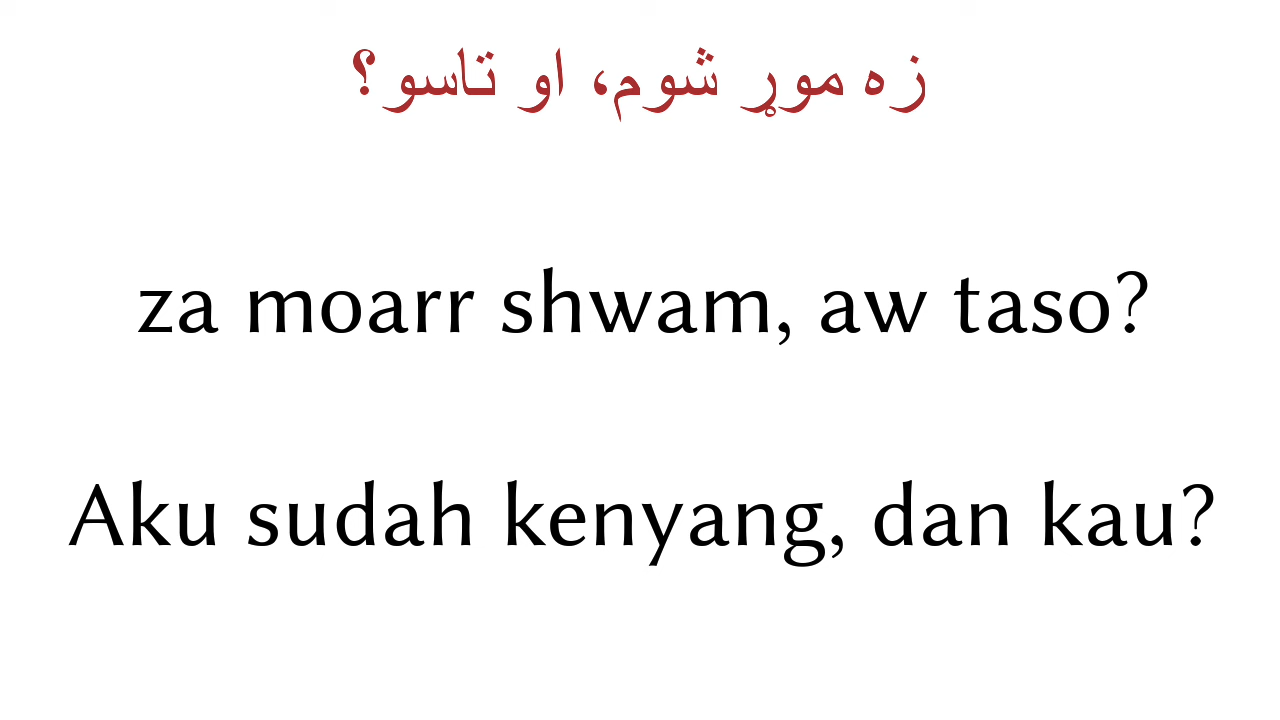 زه موړ شوم، او تاسو؟
za moarr shwam, aw taso?
Aku sudah kenyang, dan kau?